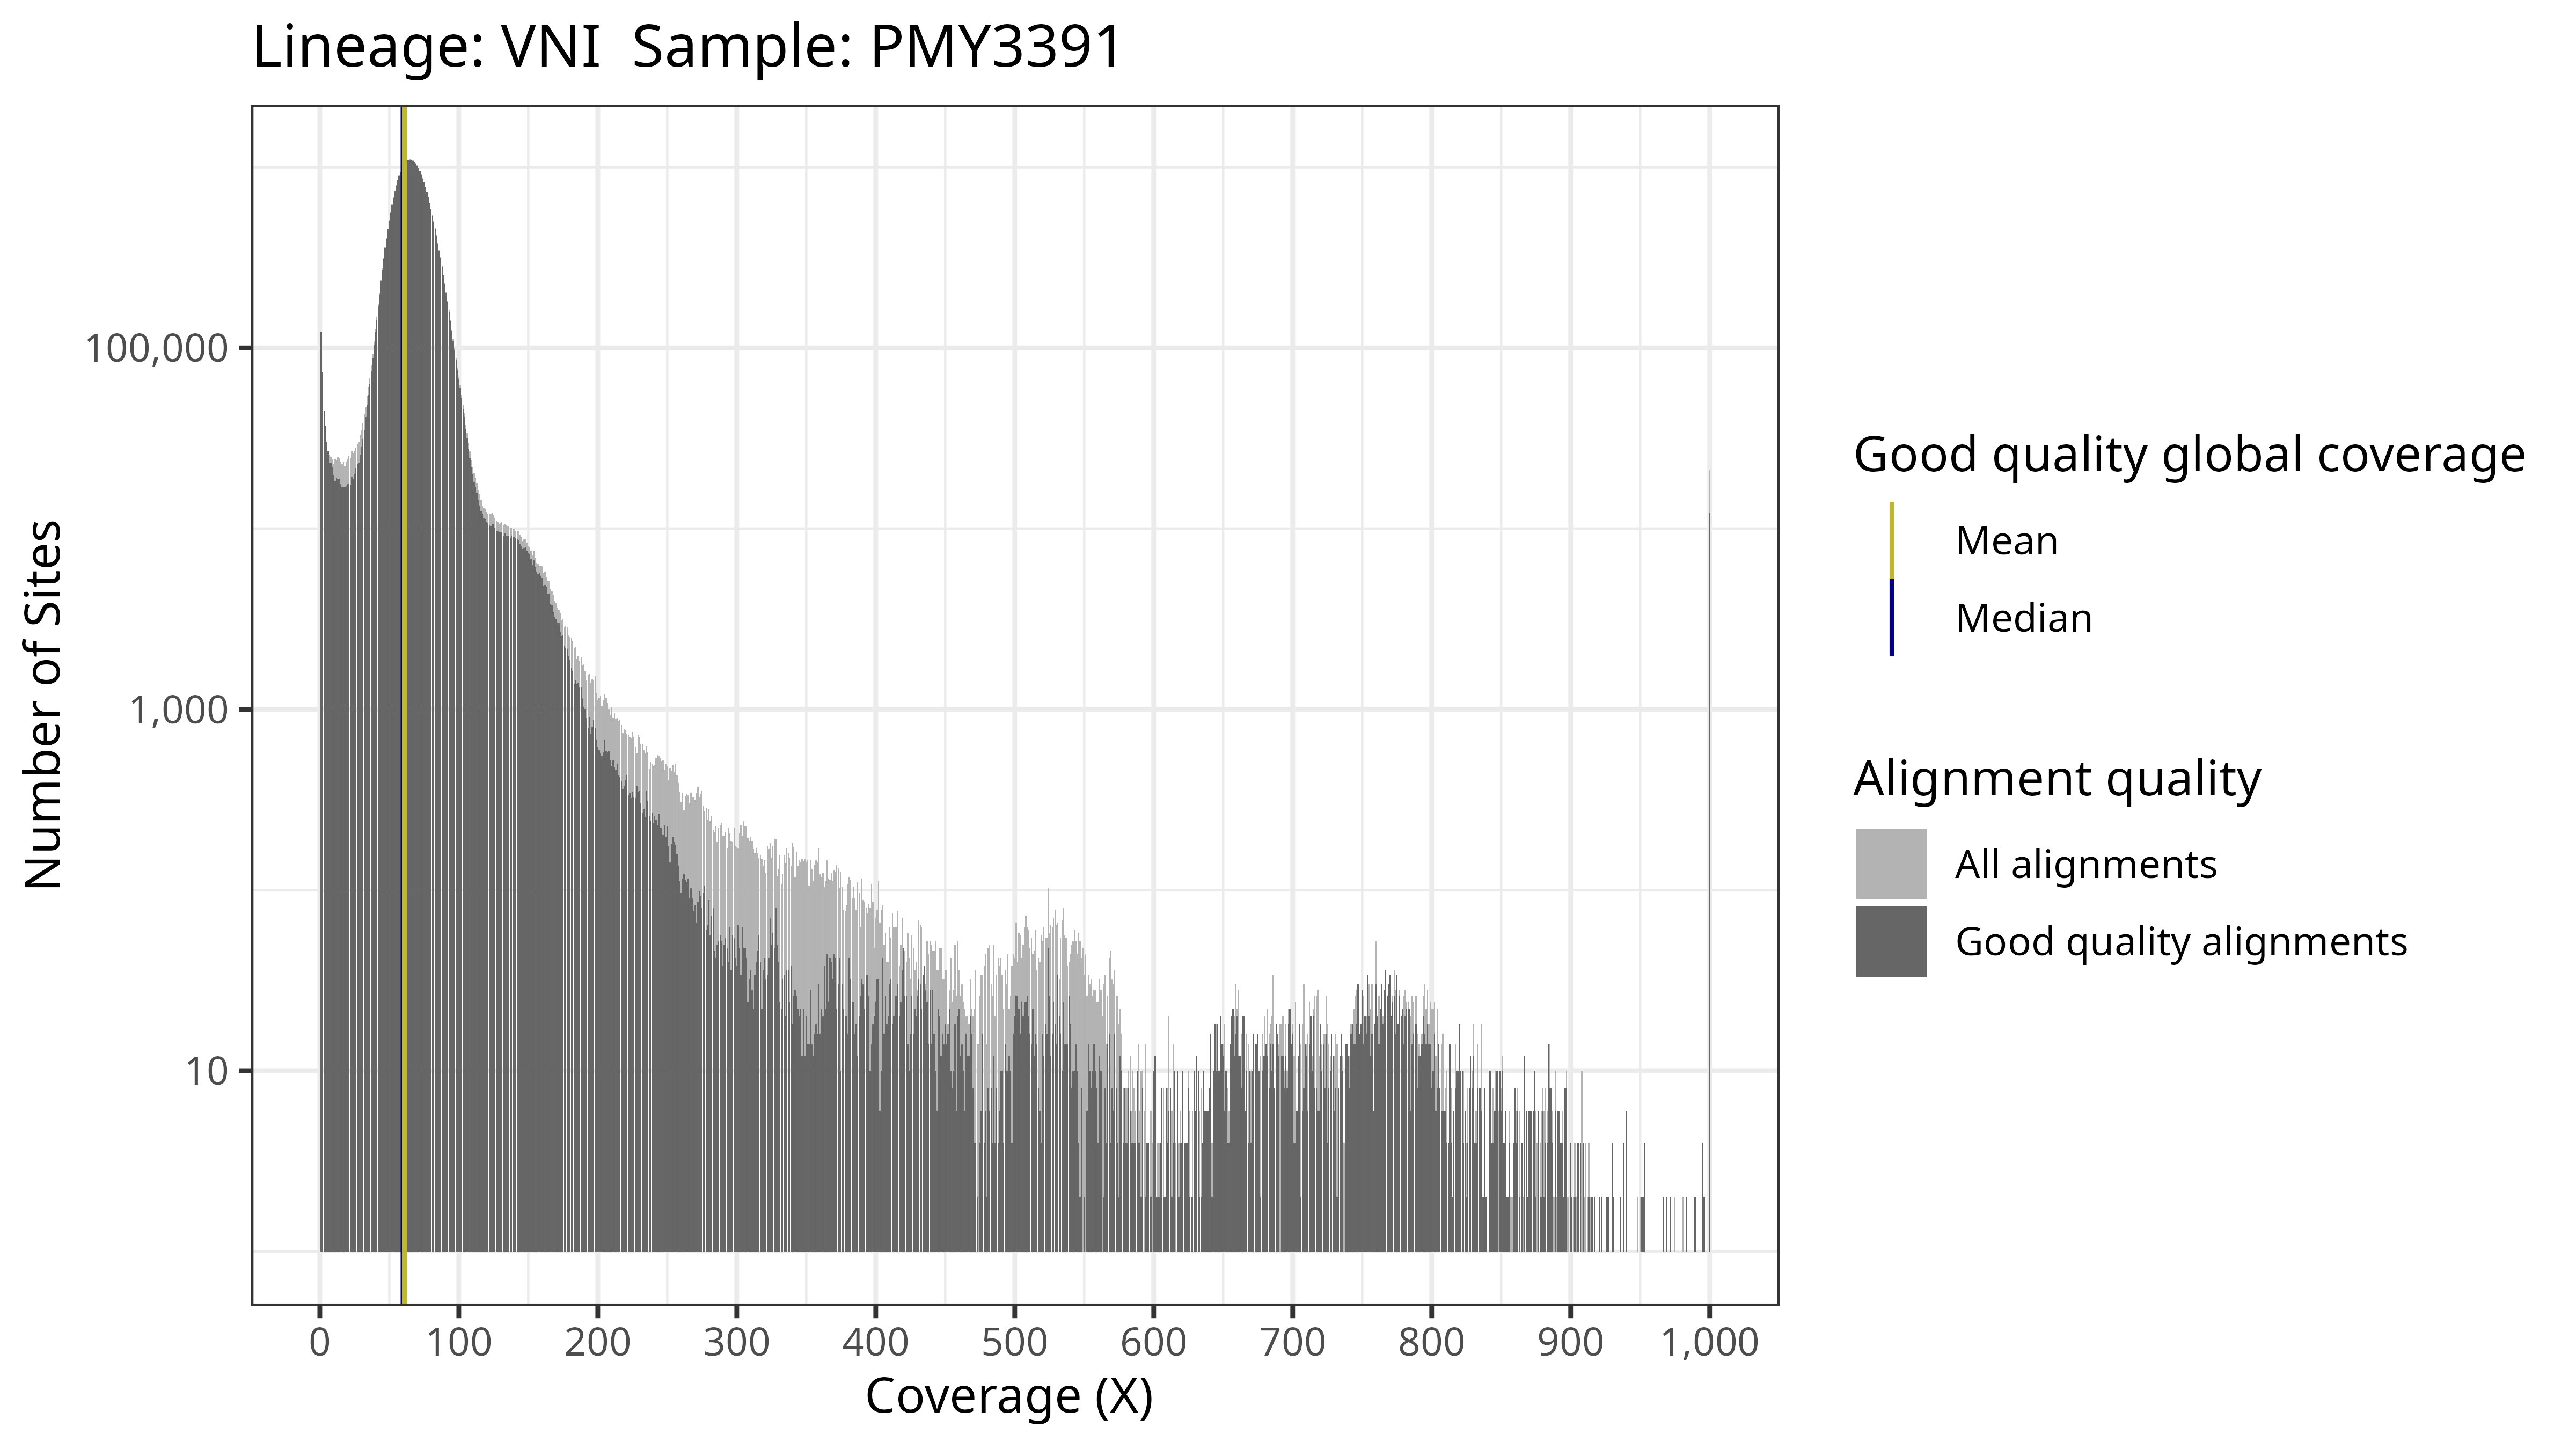 Lineage: VNI  Sample: PMY3391
Number of Sites
100,000
1,000
10
0 100 200 300 400 500 600 700 800 900 1,000
Coverage (X)
Good quality global coverage
Mean
Median
Alignment quality
All alignments
Good quality alignments